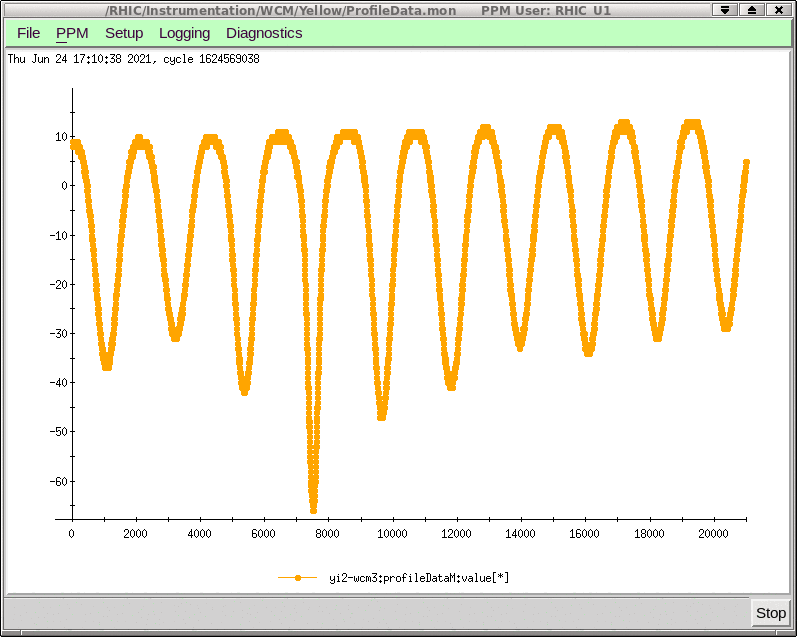 /RHIC/Instrumentation/WCM/Yellow/ProfileData.mon PPM User: RHIC_U1
File PPM Setup Logging Diagnostics
Thu Jun 24 17:10:38 2021, cycle 1624569038
10
0
-10
-20
-30
-40
-50
-60
0 2000 4000 6000 8000 10000 12000 14000 16000 18000 20000
yi2-wcm3:profileDataM:value[*]
Stop